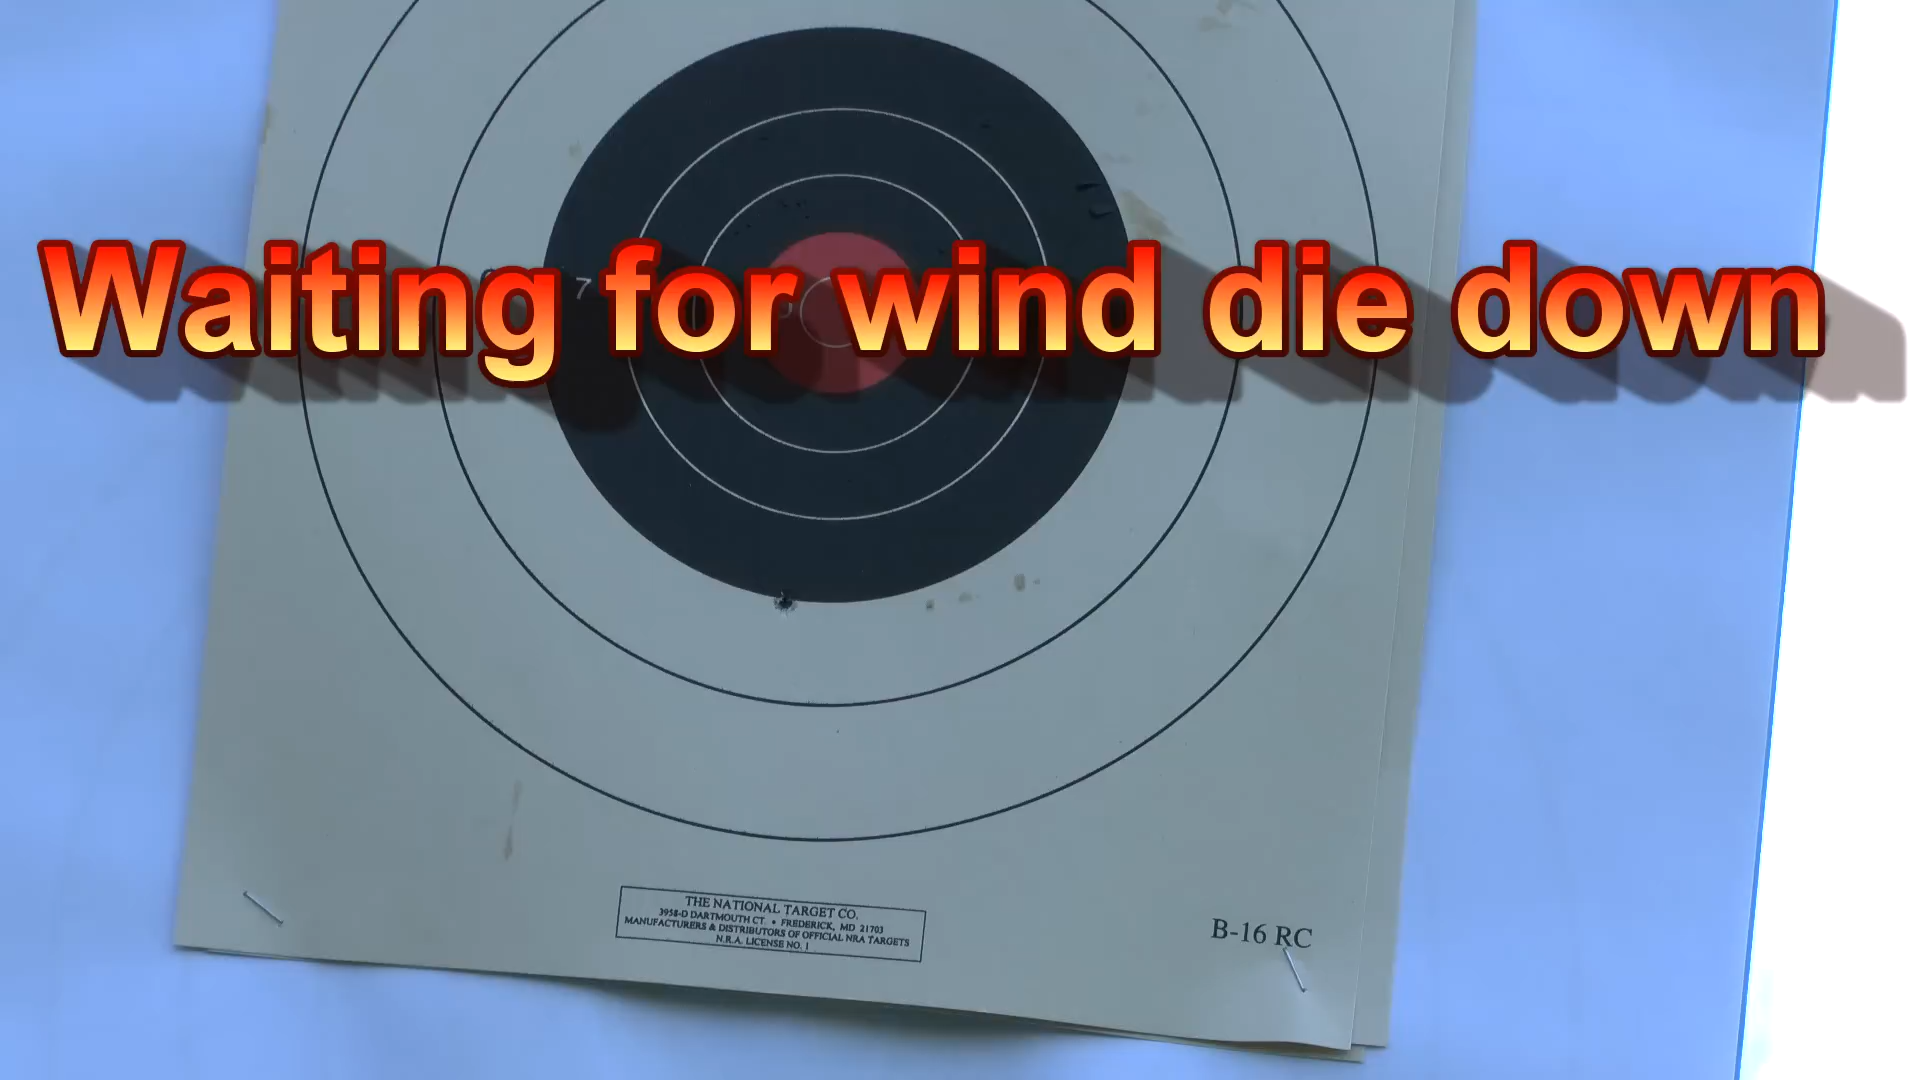 Waiting for wind die down
7
THE NATIONAL TARGET CO.
3958-D DARTMOUTH CT. • FREDERICK, MD 21703
MANUFACTURERS & DISTRIBUTORS OF OFFICIAL NRA TARGETS
N.R.A. LICENSE NO. 1
B-16 RC